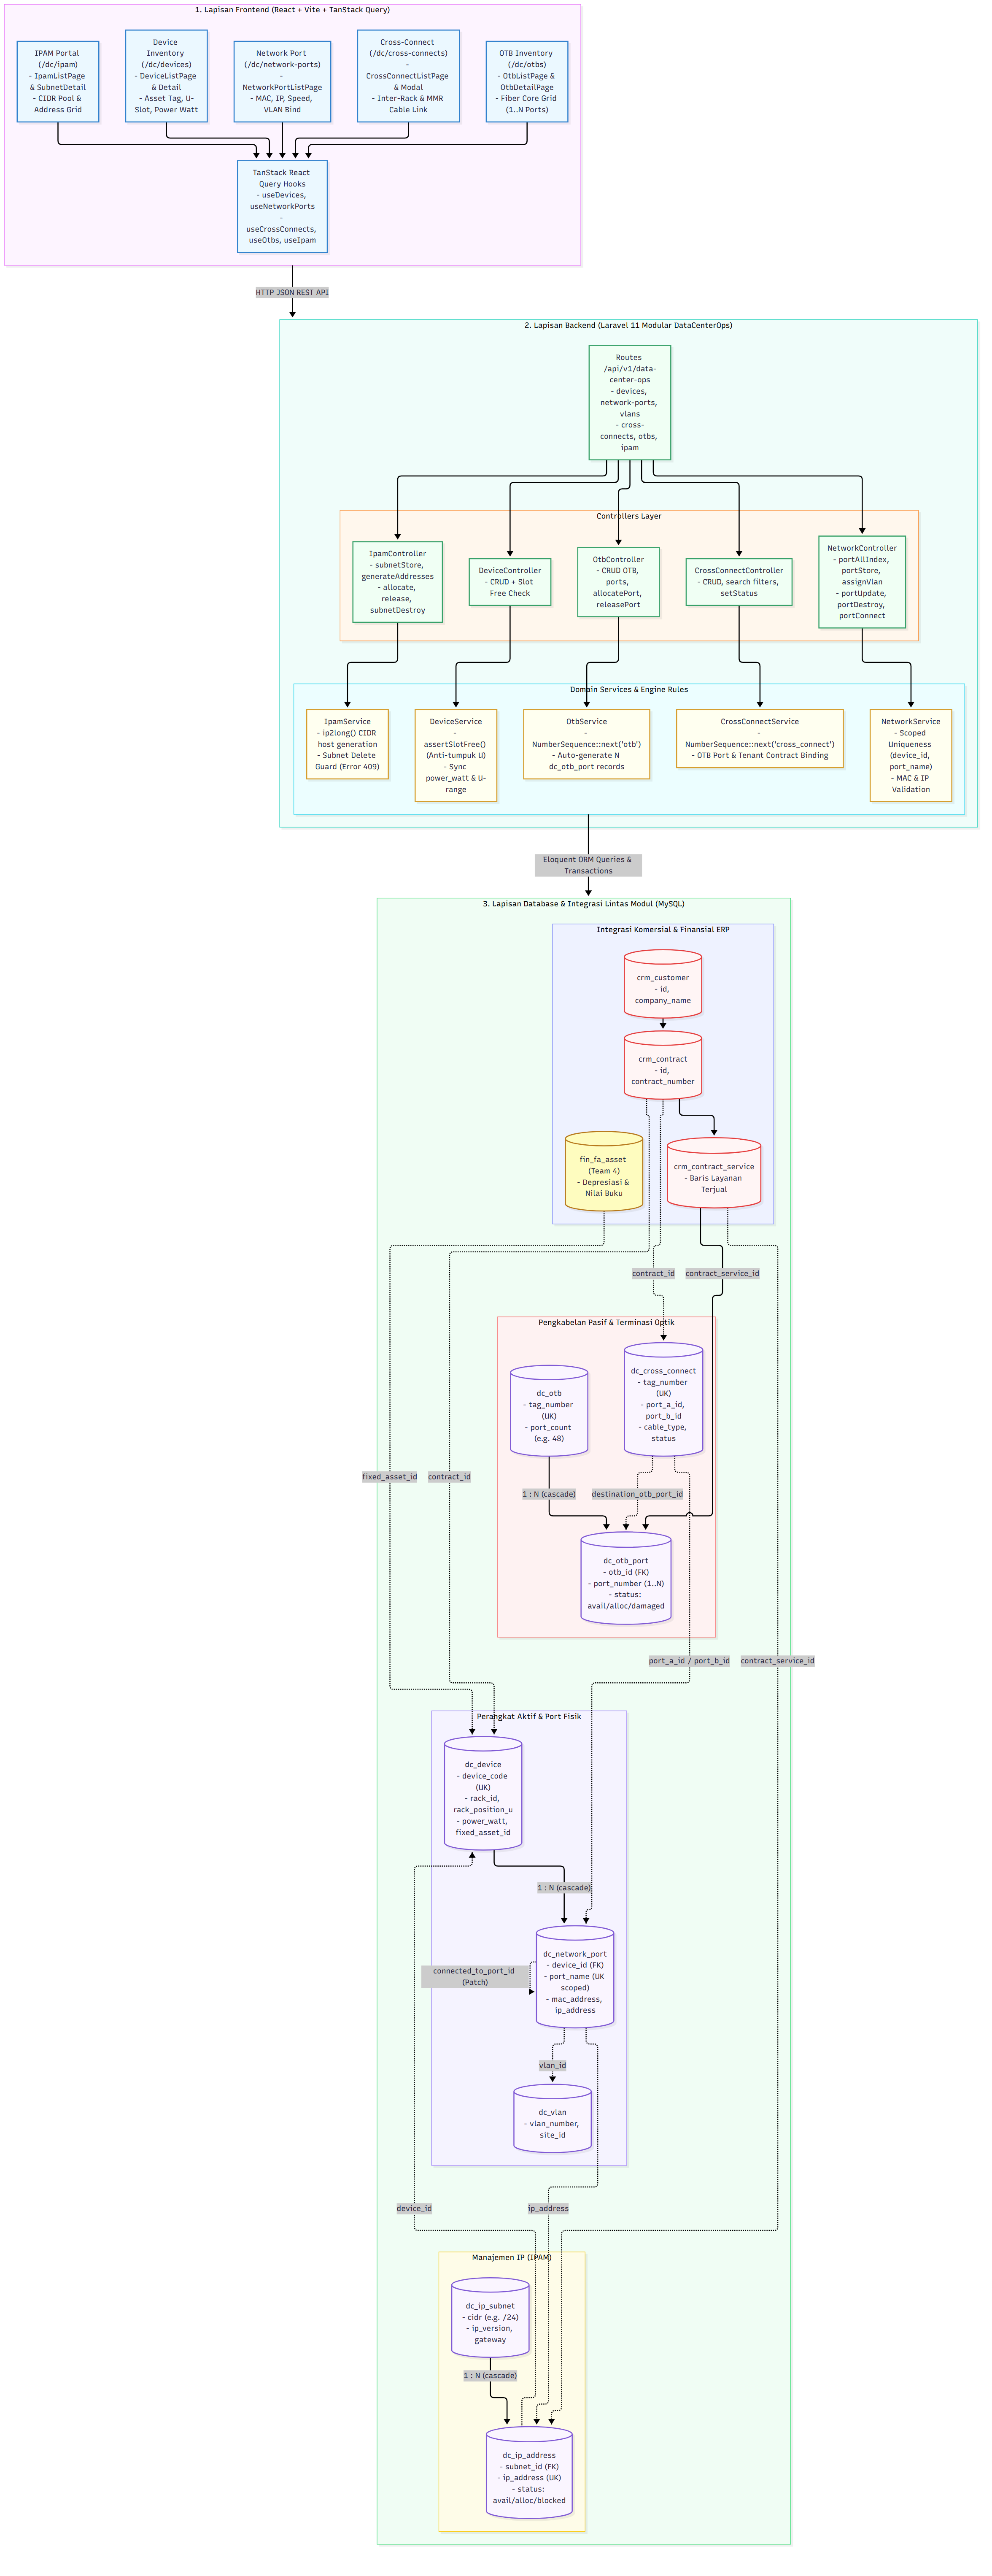 1. Lapisan Frontend (React + Vite + TanStack Query)
IPAM Portal
(/dc/ipam)
- IpamListPage
& SubnetDetail
- CIDR Pool &
Address Grid
Device
Inventory
(/dc/devices)
- DeviceListPage
& Detail
- Asset Tag, U-
Slot, Power Watt
Network Port
(/dc/network-ports)
-
NetworkPortListPage
- MAC, IP, Speed,
VLAN Bind
Cross-Connect
(/dc/cross-connects)
-
CrossConnectListPage
& Modal
- Inter-Rack & MMR
Cable Link
OTB Inventory
(/dc/otbs)
- OtbListPage &
OtbDetailPage
- Fiber Core Grid
(1..N Ports)
TanStack React
Query Hooks
- useDevices,
useNetworkPorts
-
useCrossConnects,
useOtbs, useIpam
HTTP JSON REST API
2. Lapisan Backend (Laravel 11 Modular DataCenterOps)
Routes
/api/v1/data-
center-ops
- devices,
network-ports,
vlans
- cross-
connects, otbs,
ipam
Controllers Layer
IpamController
- subnetStore,
generateAddresses
- allocate,
release,
subnetDestroy
DeviceController
- CRUD + Slot
Free Check
OtbController
- CRUD OTB,
ports,
allocatePort,
releasePort
CrossConnectController
- CRUD, search filters,
setStatus
NetworkController
- portAllIndex,
portStore,
assignVlan
- portUpdate,
portDestroy,
portConnect
Domain Services & Engine Rules
IpamService
- ip2long() CIDR
host generation
- Subnet Delete
Guard (Error 409)
DeviceService
-
assertSlotFree()
(Anti-tumpuk U)
- Sync
power_watt & U-
range
OtbService
-
NumberSequence::next('otb')
- Auto-generate N
dc_otb_port records
CrossConnectService
-
NumberSequence::next('cross_connect')
- OTB Port & Tenant Contract Binding
NetworkService
- Scoped
Uniqueness
(device_id,
port_name)
- MAC & IP
Validation
Eloquent ORM Queries &
Transactions
3. Lapisan Database & Integrasi Lintas Modul (MySQL)
Integrasi Komersial & Finansial ERP
crm_customer
- id,
company_name
crm_contract
- id,
contract_number
fin_fa_asset
(Team 4)
- Depresiasi &
Nilai Buku
crm_contract_service
- Baris Layanan
Terjual
contract_id
contract_service_id
Pengkabelan Pasif & Terminasi Optik
dc_otb
- tag_number
(UK)
- port_count
(e.g. 48)
dc_cross_connect
- tag_number
(UK)
- port_a_id,
port_b_id
- cable_type,
status
fixed_asset_id
contract_id
1 : N (cascade)
destination_otb_port_id
dc_otb_port
- otb_id (FK)
- port_number (1..N)
- status:
avail/alloc/damaged
port_a_id / port_b_id
contract_service_id
Perangkat Aktif & Port Fisik
dc_device
- device_code
(UK)
- rack_id,
rack_position_u
- power_watt,
fixed_asset_id
1 : N (cascade)
dc_network_port
- device_id (FK)
- port_name (UK
scoped)
- mac_address,
ip_address
connected_to_port_id
(Patch)
vlan_id
dc_vlan
- vlan_number,
site_id
device_id
ip_address
Manajemen IP (IPAM)
dc_ip_subnet
- cidr (e.g. /24)
- ip_version,
gateway
1 : N (cascade)
dc_ip_address
- subnet_id (FK)
- ip_address (UK)
- status:
avail/alloc/blocked